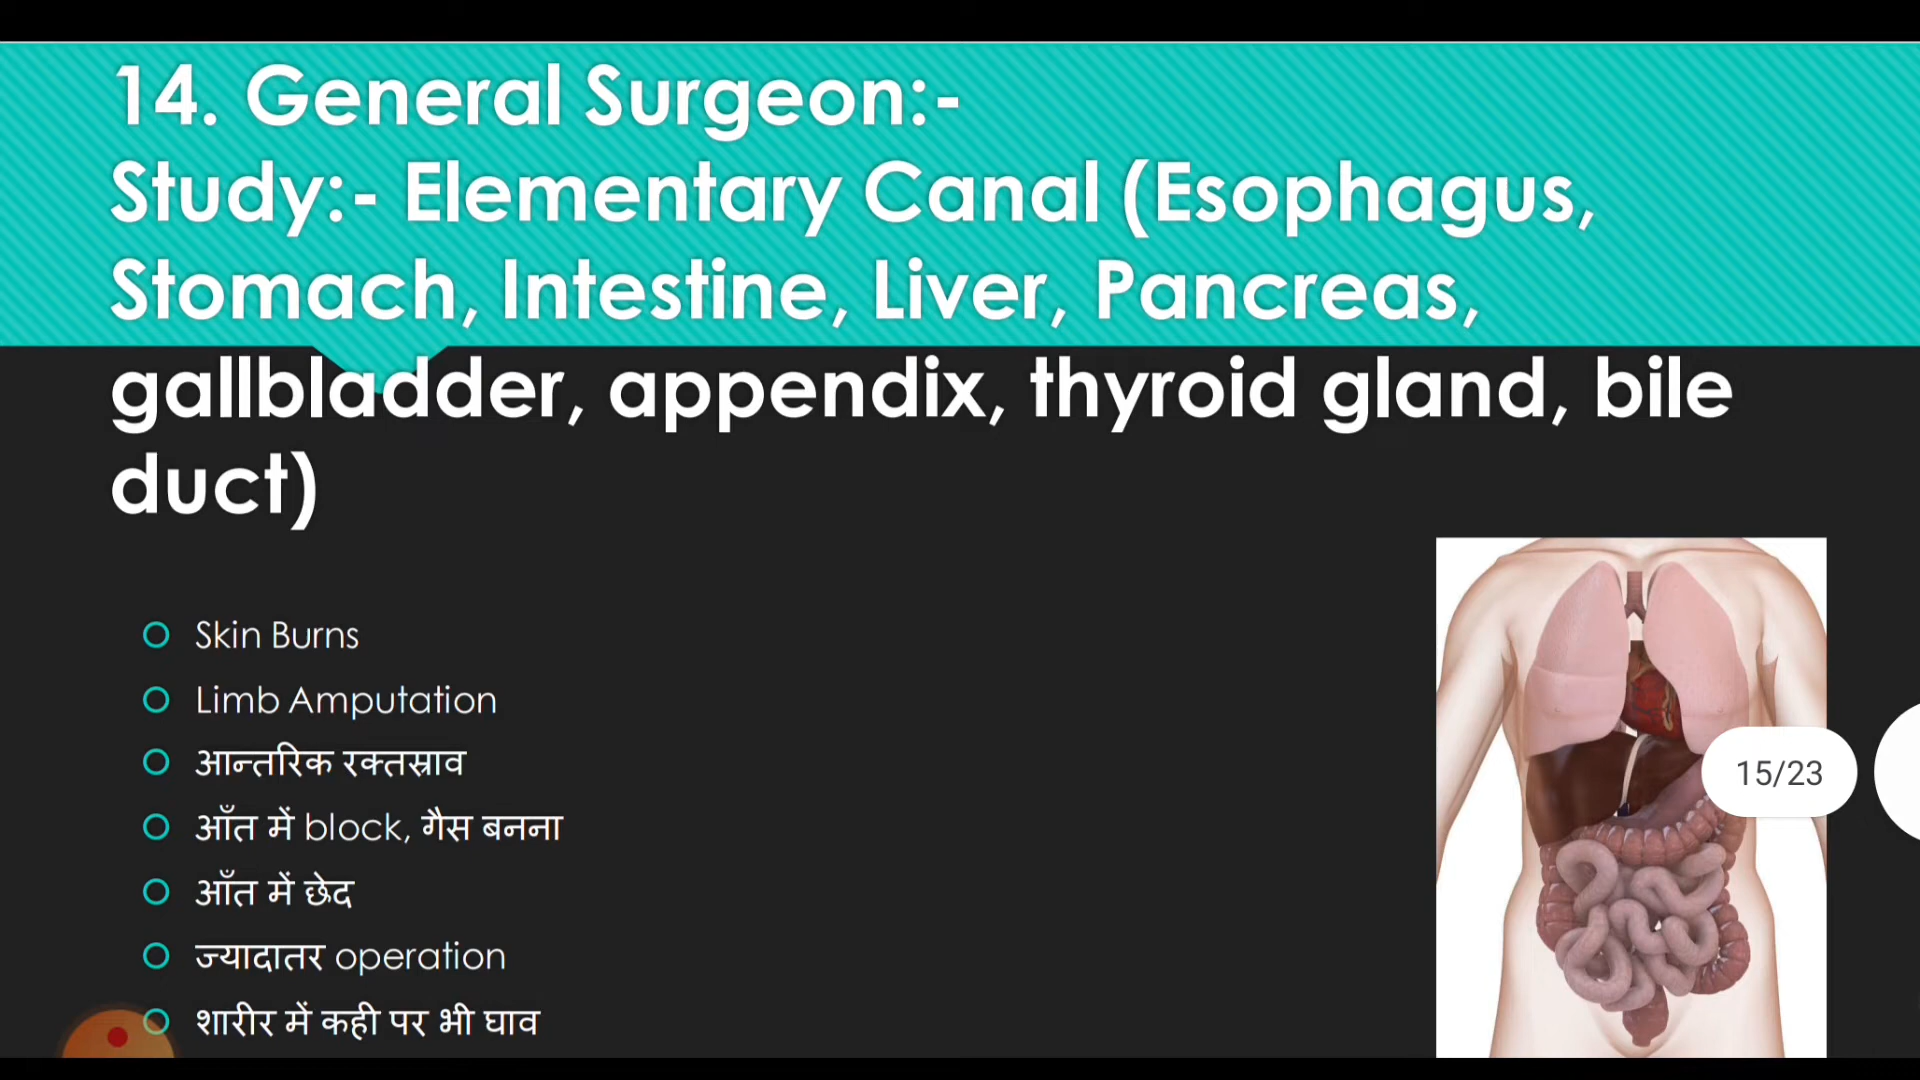 14. General Surgeon:-
Study:- Elementary Canal (Esophagus,
Stomach, Intestine, Liver, Pancreas,
gallbladder, appendix, thyroid gland, bile
duct)
Skin Burns
Limb Amputation
आन्तरिक रक्तस्राव
आँत में block, गैस बनना
आँत में छेद
ज्यादातर operation
शारीर में कही पर भी घाव
15/23